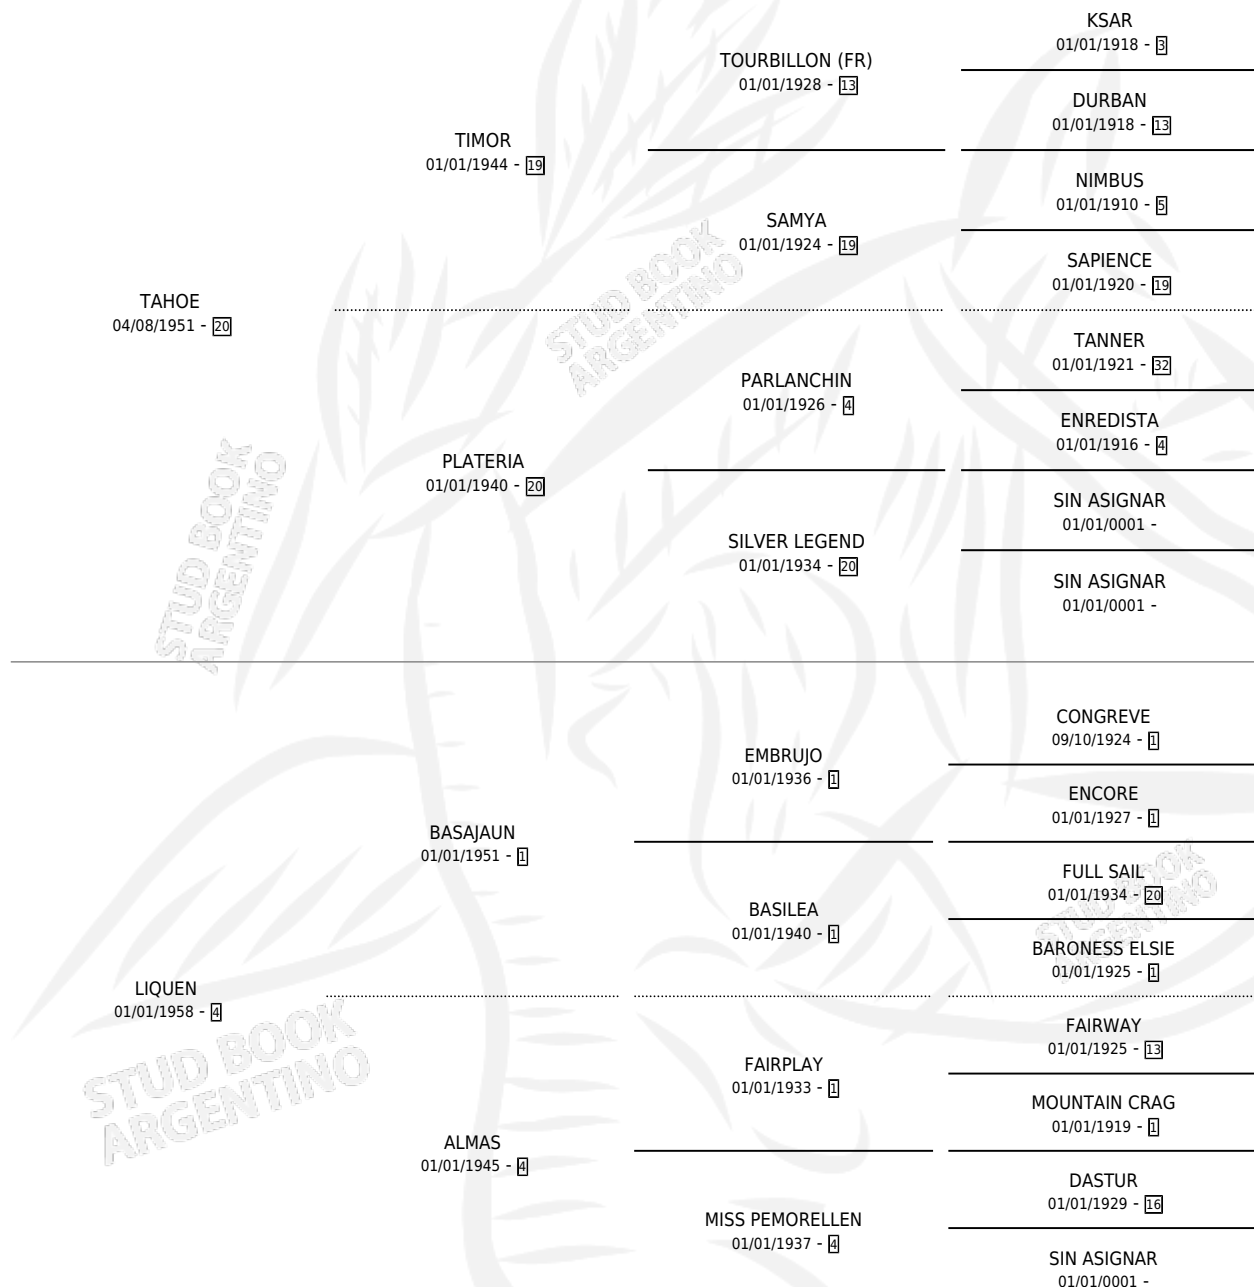 KSAR
01/01/1918 - 3
TOURBILLON (FR)
01/01/1928 - 13
DURBAN
01/01/1918 - 13
TIMOR
01/01/1944 - 19
NIMBUS
01/01/1910 - 5
SAMYA
01/01/1924 - 19
SAPIENCE
01/01/1920 - 19
TAHOE
04/08/1951 - 20
TANNER
01/01/1921 - 32
PARLANCHIN
01/01/1926 - 4
ENREDISTA
01/01/1916 - 4
PLATERIA
01/01/1940 - 20
SIN ASIGNAR
01/01/0001 -
SILVER LEGEND
01/01/1934 - 20
SIN ASIGNAR
01/01/0001 -
CONGREVE
09/10/1924 - 1
EMBRUJO
01/01/1936 - 1
ENCORE
01/01/1927 - 1
BASAJAUN
01/01/1951 - 1
FULL SAIL
01/01/1934 - 20
BASILEA
01/01/1940 - 1
BARONESS ELSIE
01/01/1925 - 1
LIQUEN
01/01/1958 - 4
FAIRWAY
01/01/1925 - 13
FAIRPLAY
01/01/1933 - 1
MOUNTAIN CRAG
01/01/1919 - 1
ALMAS
01/01/1945 - 4
DASTUR
01/01/1929 - 16
MISS PEMORELLEN
01/01/1937 - 4
SIN ASIGNAR
01/01/0001 -
STUD BOOK
ARGENTINO
STUD BOOK
ARGENTINO
STUD BOOK
ARGENTINO
STUD BOOK
ARGENTINO